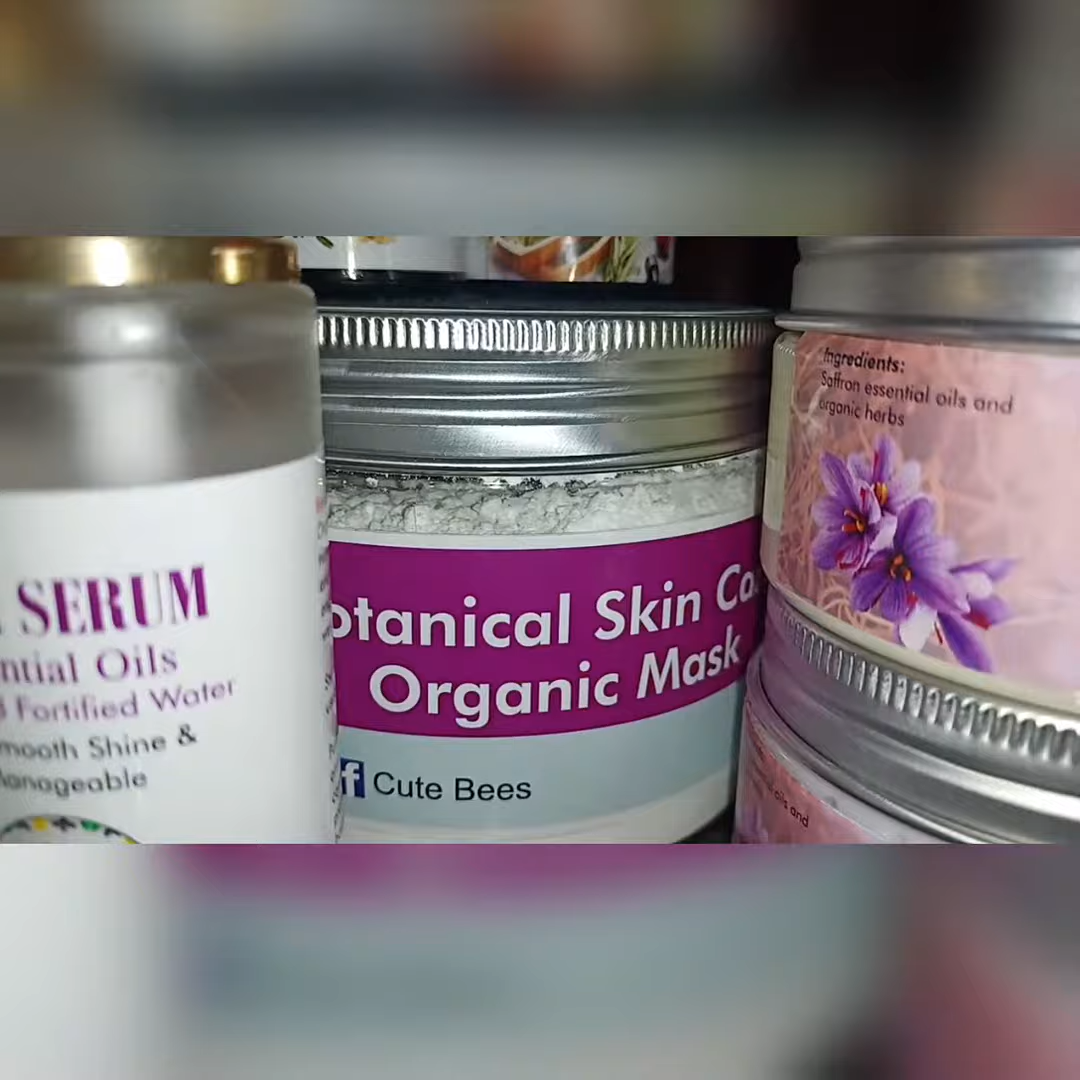 SERUM
ntial Oils
Fortified Water
mooth Shine &
anageable
otanical Skin Ca
Organic Mask
f Cute Bees
Ingredients:
Saffron essential oils and
organic herbs
oils and